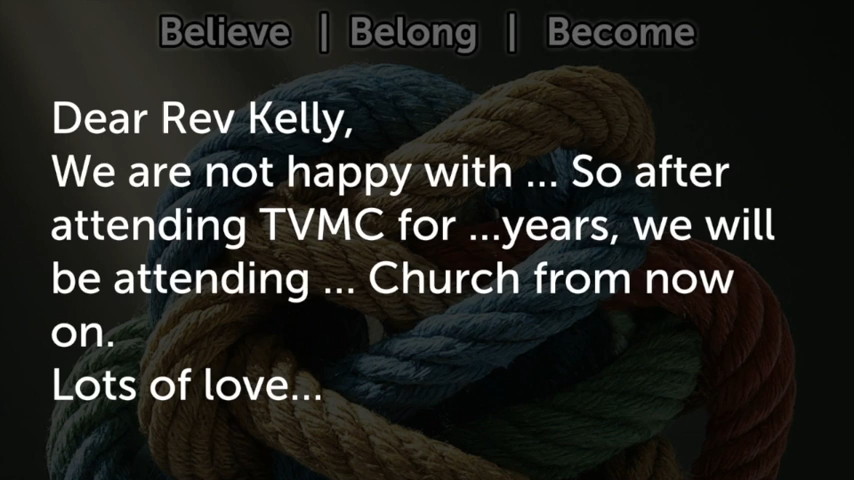 Believe | Belong | Become
Dear Rev Kelly,
We are not happy with ... So after
attending TVMC for ...years, we will
be attending ... Church from now
on.
Lots of love...